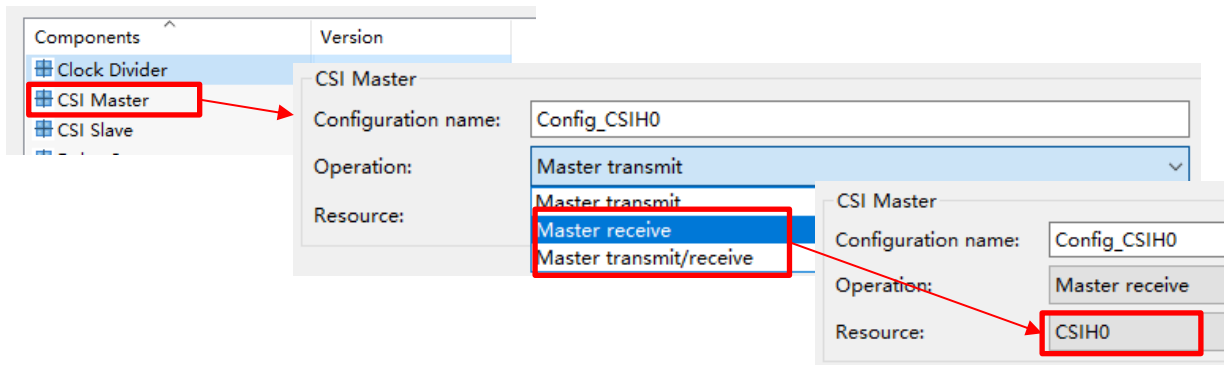 Components Version
Clock Divider
CSI Master
CSI Slave
CSI Master
Configuration name: Config_CSIH0
Operation: Master transmit
Resource:
Master transmit
Master receive
Master transmit/receive
CSI Master
Configuration name: Config_CSIH0
Operation: Master receive
Resource: CSIH0